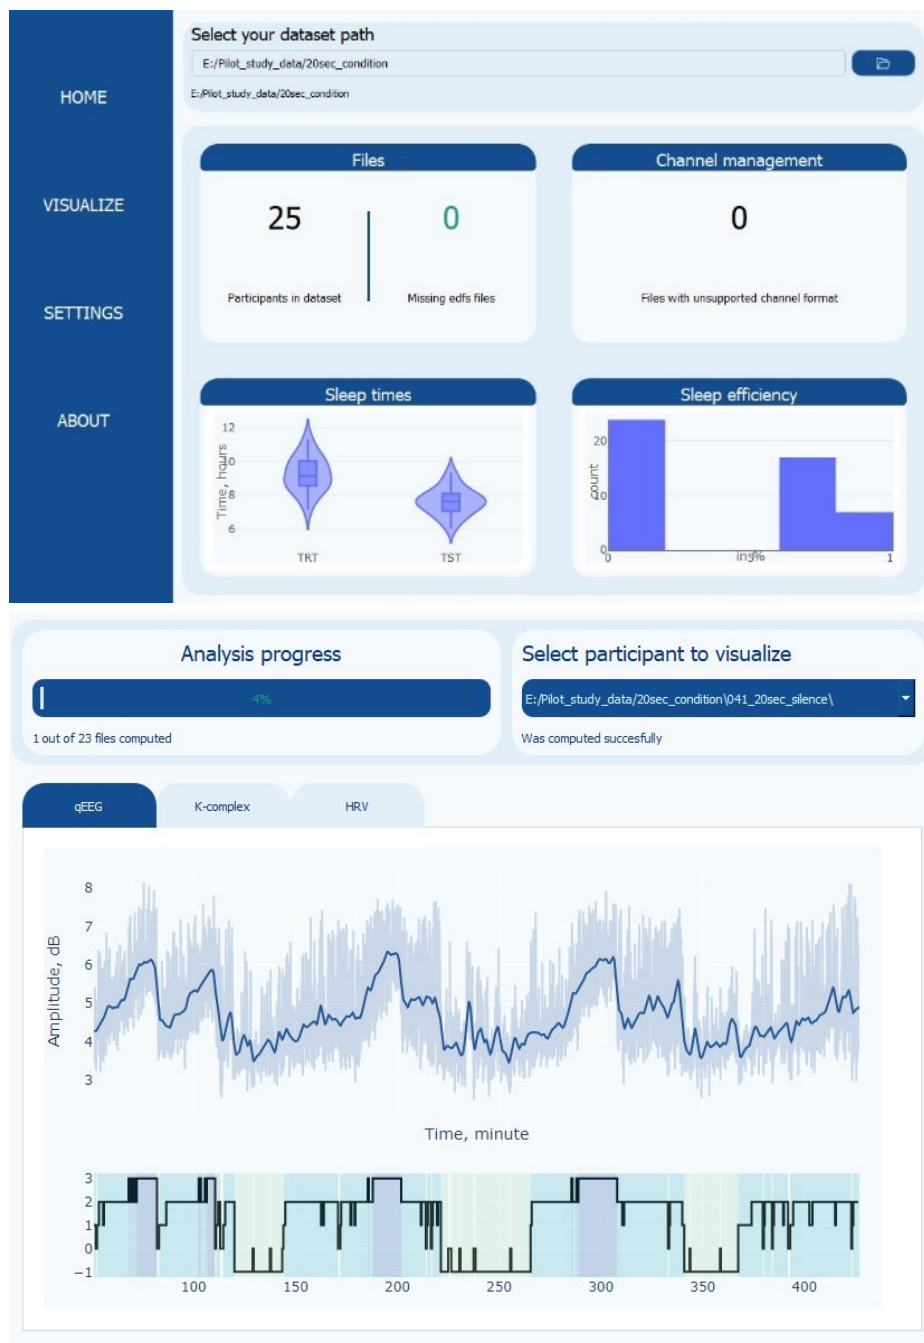 Select your dataset path
E:/Pilot_study_data/20sec_condition
E:/Pilot_study_data/20sec_condition
HOME
VISUALIZE
SETTINGS
ABOUT
Files
25
0
Participants in dataset
Missing edfs files
Channel management
0
Files with unsupported channel format
Sleep times
Time, hours
12
10
8
6
TRT
TST
Sleep efficiency
count
20
10
0
0
in %
1
Analysis progress
4%
1 out of 23 files computed
Select participant to visualize
E:/Pilot_study_data/20sec_condition\041_20sec_silence\
Was computed succesfully
qEEG
K-complex
HRV
Amplitude, dB
8
7
6
5
4
3
Time, minute
3
2
1
0
−1
100
150
200
250
300
350
400